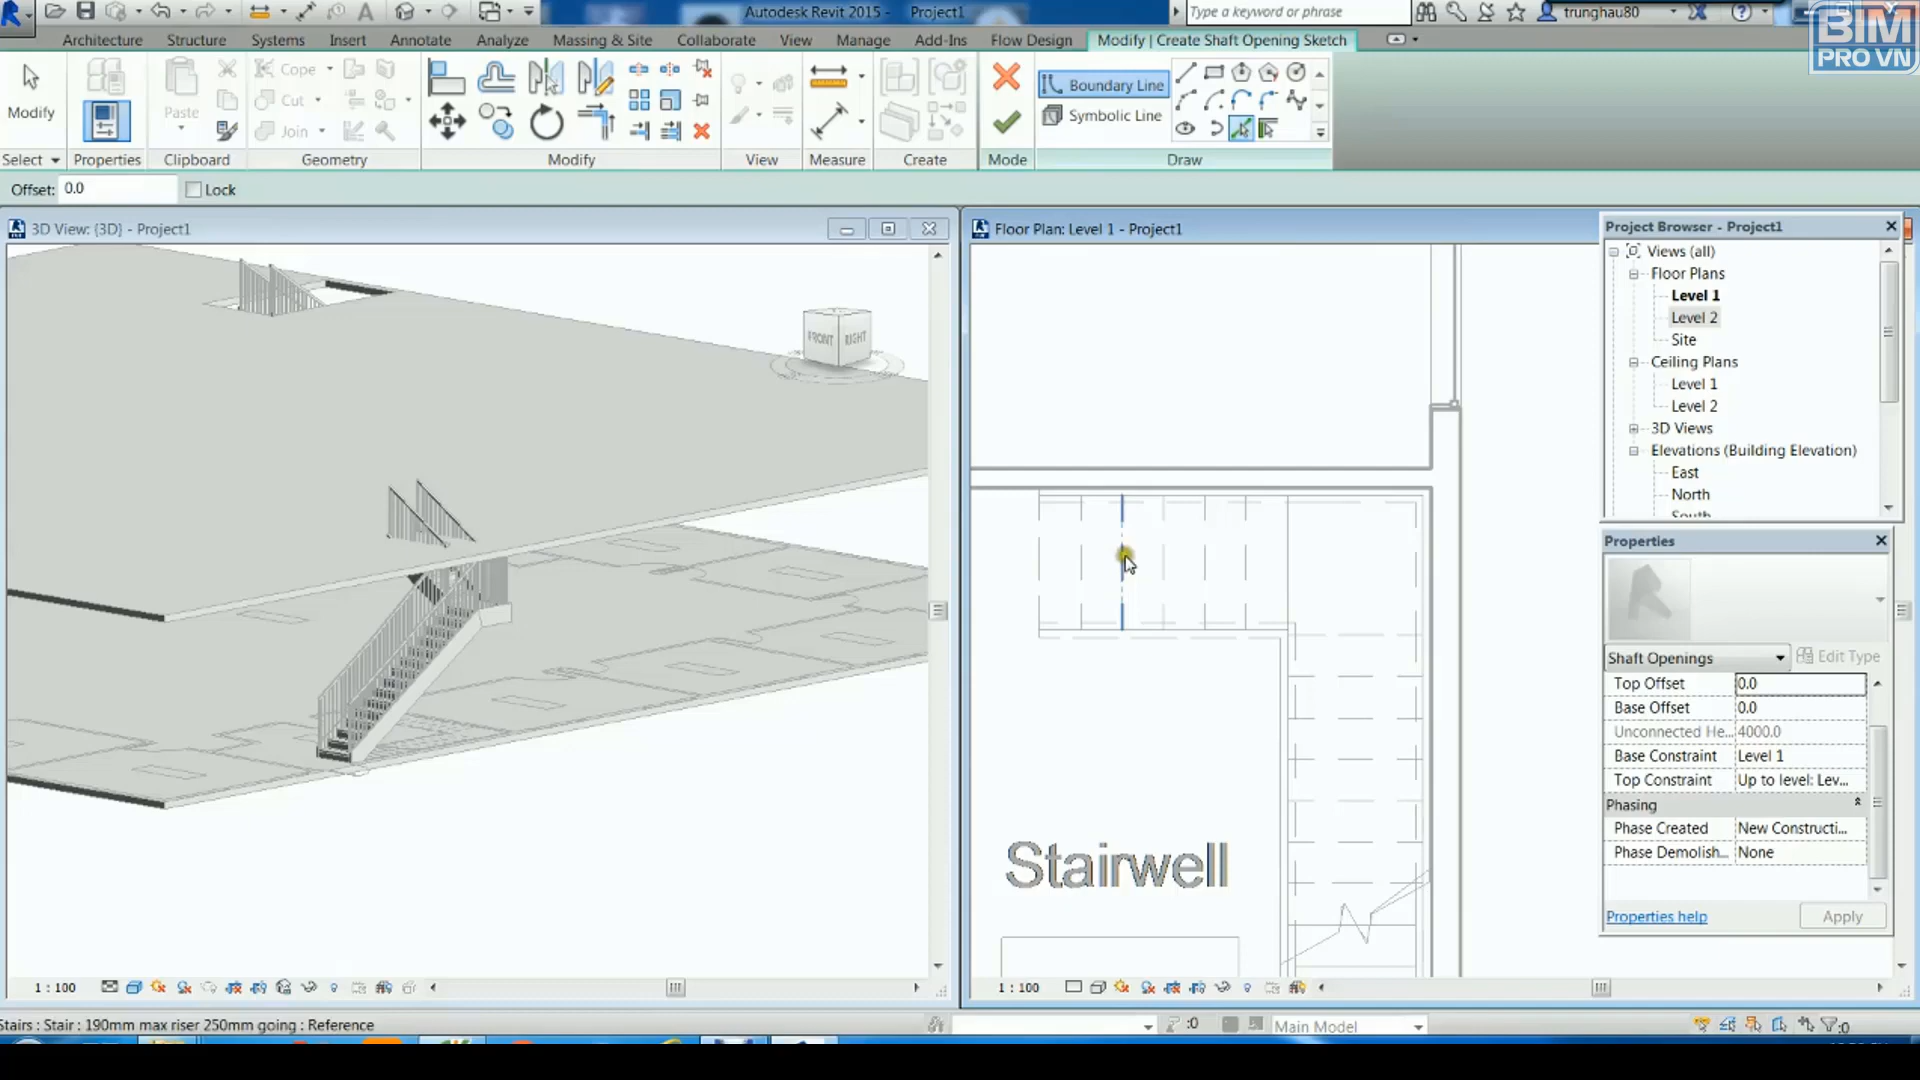 Autodesk Revit 2015 -    Project1
Type a keyword or phrase
trunghau80
BIM
PRO VN
Architecture
Structure
Systems
Insert
Annotate
Analyze
Massing & Site
Collaborate
View
Manage
Add-Ins
Flow Design
Modify | Create Shaft Opening Sketch
Modify
Paste
Cope
Cut
Join
Boundary Line
Symbolic Line
Select
Properties
Clipboard
Geometry
Modify
View
Measure
Create
Mode
Draw
Offset: 0.0
Lock
3D View: {3D} - Project1
FRONT
RIGHT
1 : 100
Floor Plan: Level 1 - Project1
Stairwell
1 : 100
Project Browser - Project1
Views (all)
Floor Plans
Level 1
Level 2
Site
Ceiling Plans
Level 1
Level 2
3D Views
Elevations (Building Elevation)
East
North
South
Properties
Shaft Openings
Edit Type
Top Offset 0.0
Base Offset 0.0
Unconnected He... 4000.0
Base Constraint Level 1
Top Constraint Up to level: Lev...
Phasing
Phase Created New Constructi...
Phase Demolish... None
Properties help
Apply
Stairs : Stair : 190mm max riser 250mm going : Reference
:0
Main Model
:0